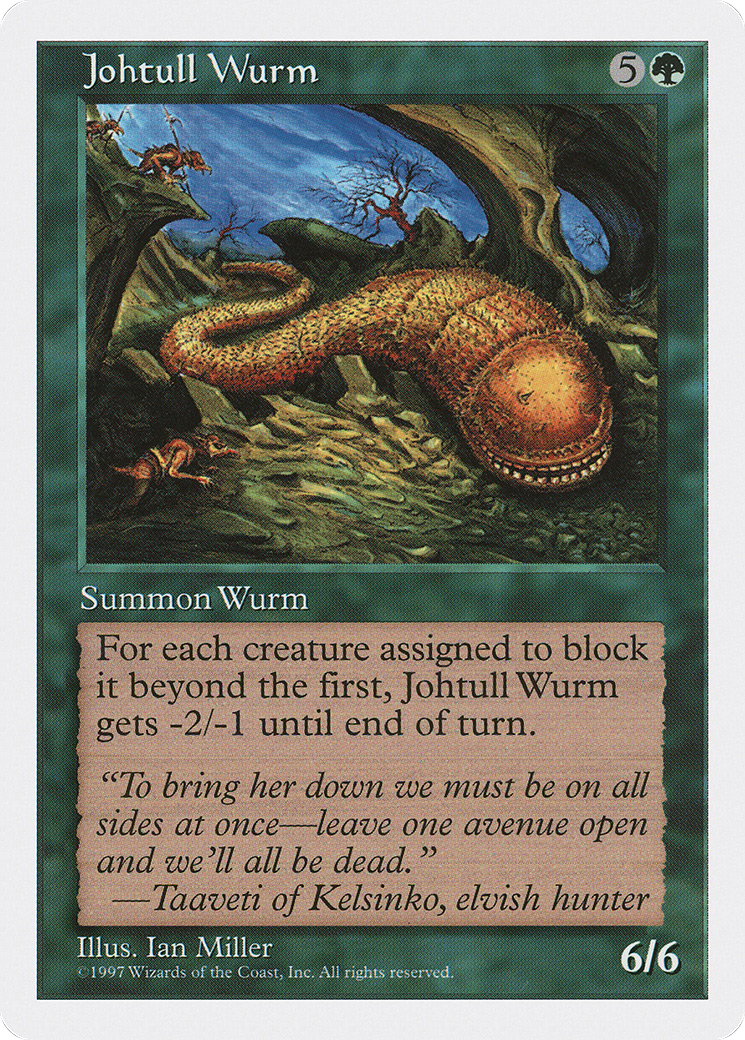 Johtull Wurm 5
Summon Wurm
For each creature assigned to block
it beyond the first, Johtull Wurm
gets -2/-1 until end of turn.
“To bring her down we must be on all
sides at once—leave one avenue open
and we’ll all be dead.”
—Taaveti of Kelsinko, elvish hunter
Illus. Ian Miller
©1997 Wizards of the Coast, Inc. All rights reserved.
6/6